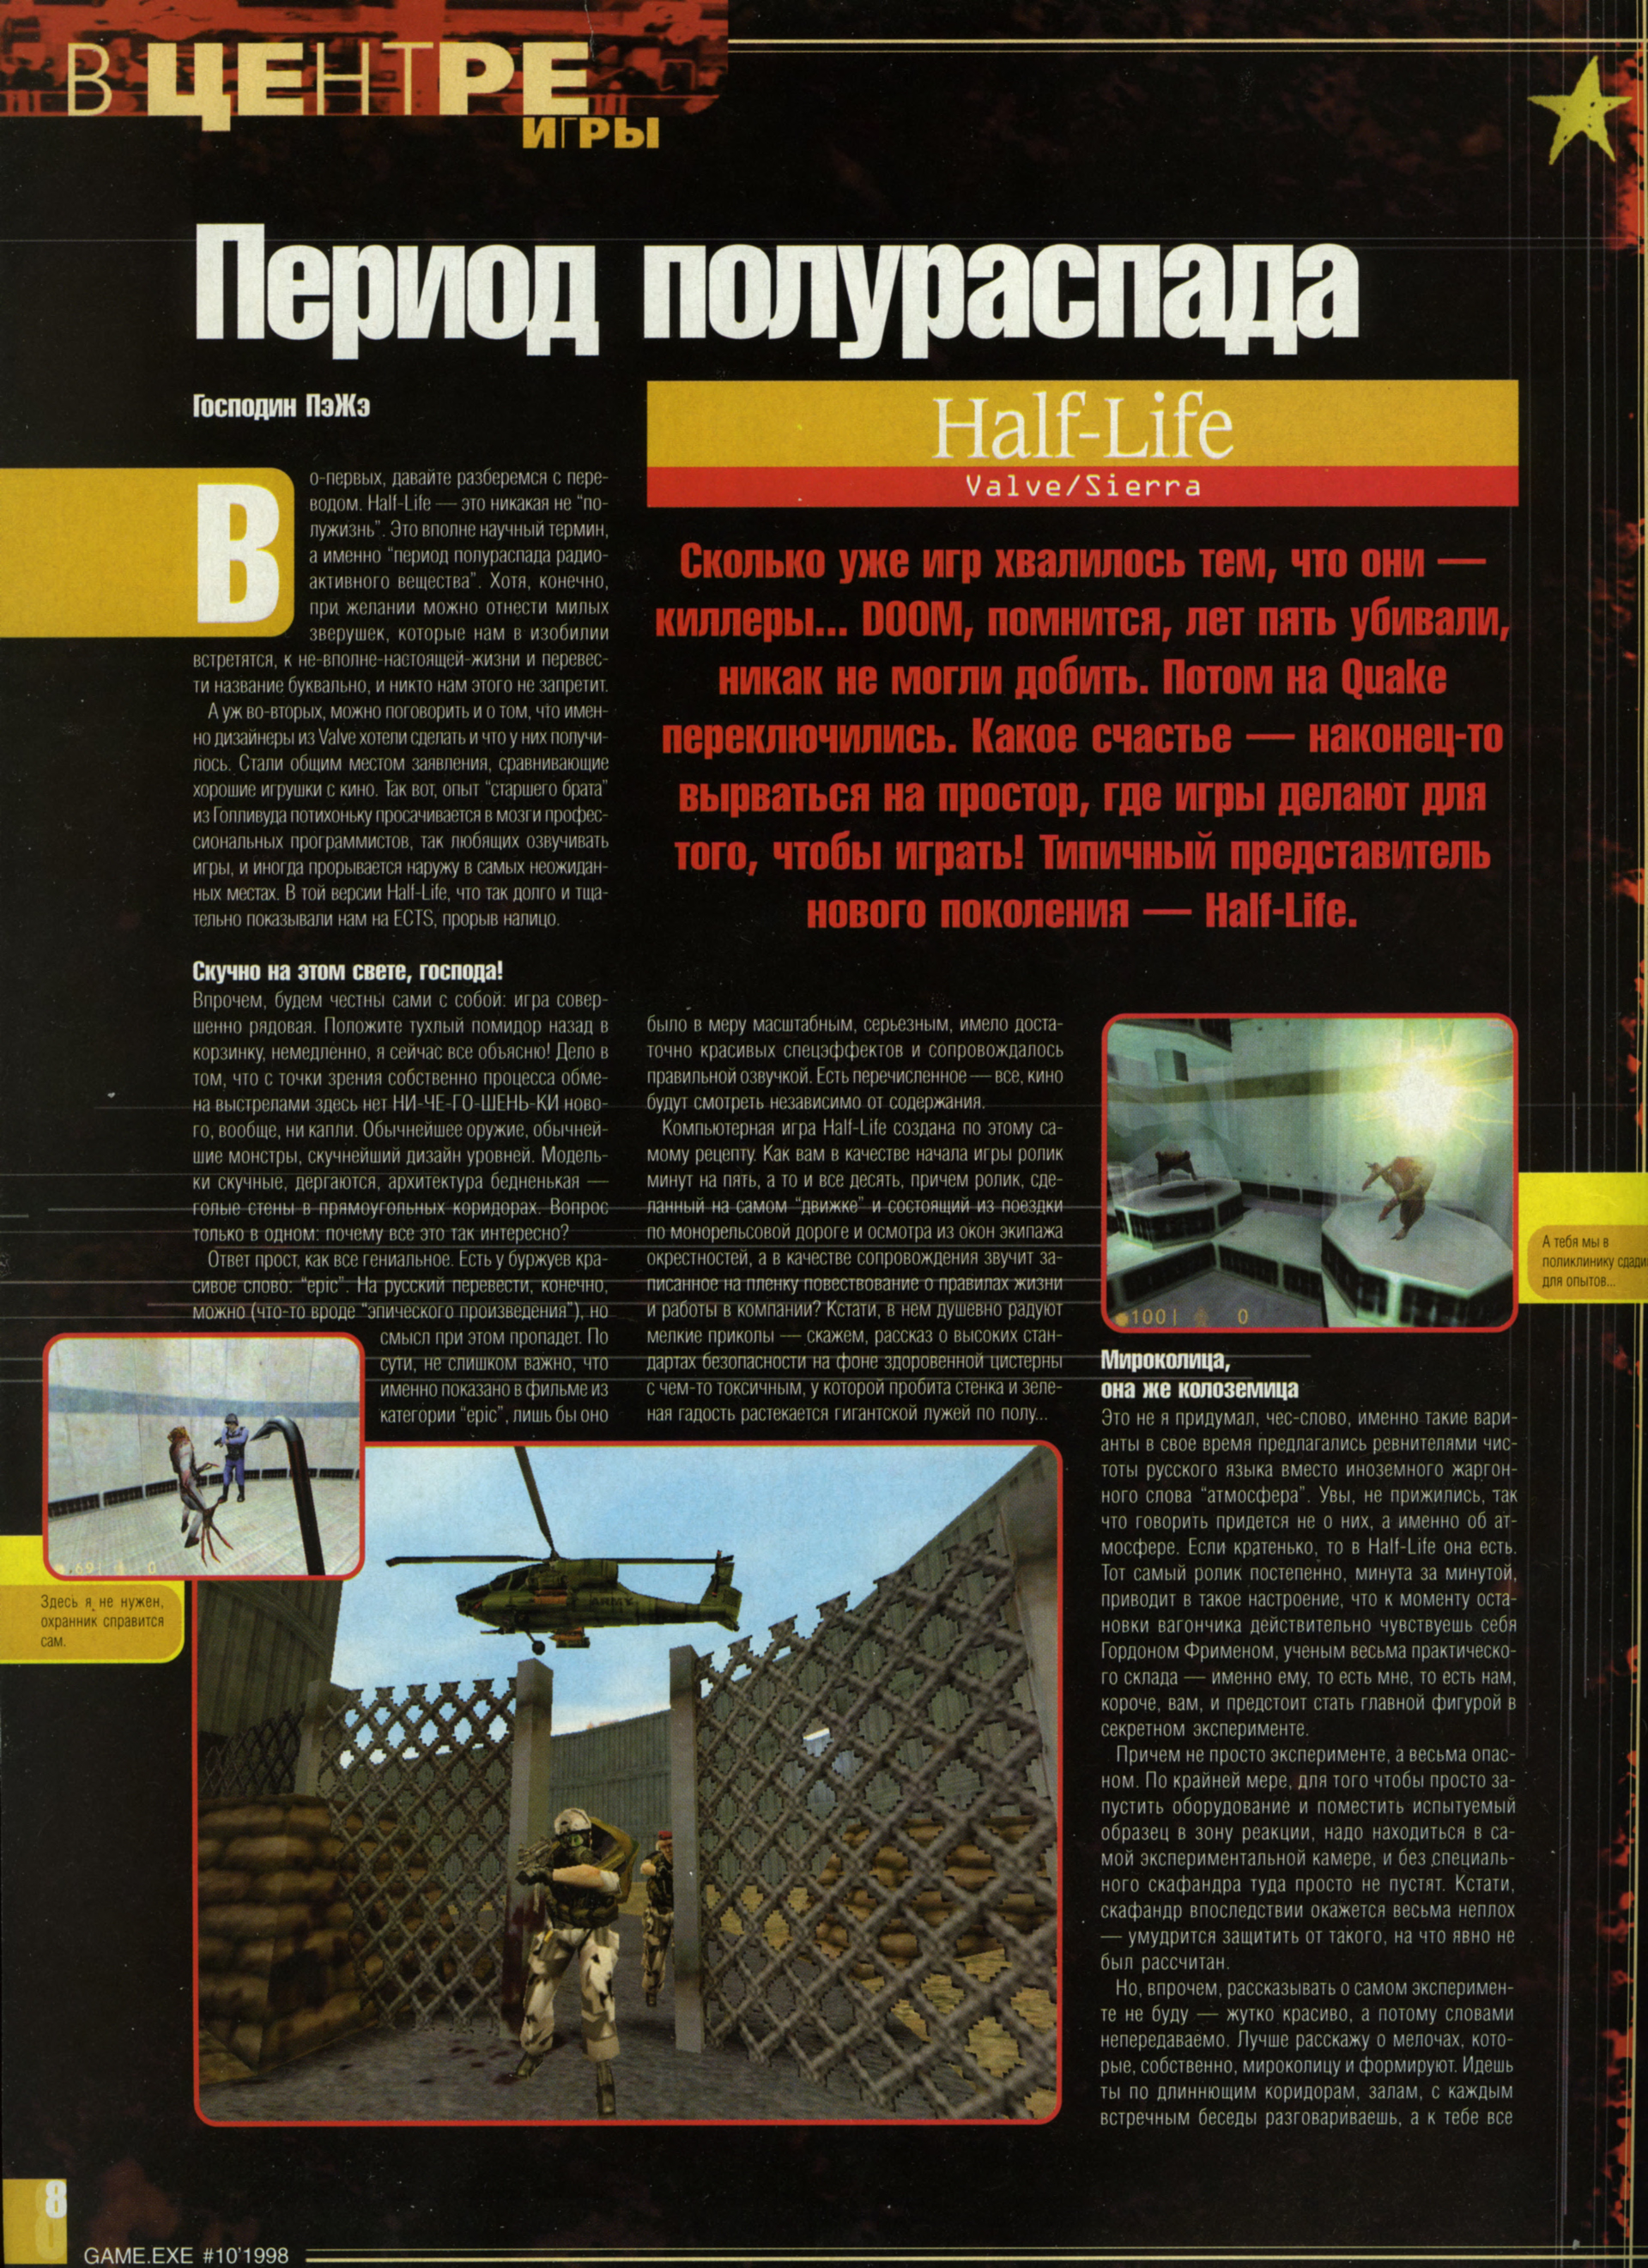 В ЦЕНТРЕ
ИГРЫ
Период полураспада
Господин ПэЖэ
Half-Life
Valve/Sierra
Сколько уже игр хвалилось тем, что они —
киллеры... DOOM, помнится, лет пять убивали,
никак не могли добить. Потом на Quake
переключились. Какое счастье — наконец-то
вырваться на простор, где игры делают для
того, чтобы играть! Типичный представитель
нового поколения — Half-Life.
В
о-первых, давайте разберемся с пере-
водом. Half-Life — это никакая не “по-
лужизнь”. Это вполне научный термин,
а именно “период полураспада радио-
активного вещества”. Хотя, конечно,
при желании можно отнести милых
зверушек, которые нам в изобилии
встретятся, к не-вполне-настоящей-жизни и перевес-
ти название буквально, и никто нам этого не запретит.
А уж во-вторых, можно поговорить и о том, что имен-
но дизайнеры из Valve хотели сделать и что у них получи-
лось. Стали общим местом заявления, сравнивающие
хорошие игрушки с кино. Так вот, опыт “старшего брата”
из Голливуда потихоньку просачивается в мозги профес-
сиональных программистов, так любящих озвучивать
игры, и иногда прорывается наружу в самых неожидан-
ных местах. В той версии Half-Life, что так долго и тща-
тельно показывали нам на ECTS, прорыв налицо.
Скучно на этом свете, господа!
Впрочем, будем честны сами с собой: игра совер-
шенно рядовая. Положите тухлый помидор назад в
корзинку, немедленно, я сейчас все объясню! Дело в
том, что с точки зрения собственно процесса обме-
на выстрелами здесь нет НИ-ЧЕ-ГО-ШЕНЬ-КИ ново-
го, вообще, ни капли. Обычнейшее оружие, обычней-
шие монстры, скучнейший дизайн уровней. Модель-
ки скучные, дергаются, архитектура бедненькая —
голые стены в прямоугольных коридорах. Вопрос
только в одном: почему все это так интересно?
Ответ прост, как все гениальное. Есть у буржуев кра-
сивое слово: “epic”. На русский перевести, конечно,
можно (что-то вроде “эпического произведения”), но
смысл при этом пропадет. По
сути, не слишком важно, что
именно показано в фильме из
категории “epic”, лишь бы оно
было в меру масштабным, серьезным, имело доста-
точно красивых спецэффектов и сопровождалось
правильной озвучкой. Есть перечисленное — все, кино
будут смотреть независимо от содержания.
Компьютерная игра Half-Life создана по этому са-
мому рецепту. Как вам в качестве начала игры ролик
минут на пять, а то и все десять, причем ролик, сде-
ланный на самом “движке” и состоящий из поездки
по монорельсовой дороге и осмотра из окон экипажа
окрестностей, а в качестве сопровождения звучит за-
писанное на пленку повествование о правилах жизни
и работы в компании? Кстати, в нем душевно радуют
мелкие приколы — скажем, рассказ о высоких стан-
дартах безопасности на фоне здоровенной цистерны
с чем-то токсичным, у которой пробита стенка и зеле-
ная гадость растекается гигантской лужей по полу...
100 | 0
А тебя мы в
поликлинику сдади
для опытов...
Мироколица,
она же колоземица
Это не я придумал, чес-слово, именно такие вари-
анты в свое время предлагались ревнителями чис-
тоты русского языка вместо иноземного жаргон-
ного слова “атмосфера”. Увы, не прижились, так
что говорить придется не о них, а именно об ат-
мосфере. Если кратенько, то в Half-Life она есть.
Тот самый ролик постепенно, минута за минутой,
приводит в такое настроение, что к моменту оста-
новки вагончика действительно чувствуешь себя
Гордоном Фрименом, ученым весьма практическо-
го склада — именно ему, то есть мне, то есть нам,
короче, вам, и предстоит стать главной фигурой в
секретном эксперименте.
Причем не просто эксперименте, а весьма опас-
ном. По крайней мере, для того чтобы просто за-
пустить оборудование и поместить испытуемый
образец в зону реакции, надо находиться в са-
мой экспериментальной камере, и без специаль-
ного скафандра туда просто не пустят. Кстати,
скафандр впоследствии окажется весьма неплох
— умудрится защитить от такого, на что явно не
был рассчитан.
Но, впрочем, рассказывать о самом эксперимен-
те не буду — жутко красиво, а потому словами
непередаваемо. Лучше расскажу о мелочах, кото-
рые, собственно, мироколицу и формируют. Идешь
ты по длиннющим коридорам, залам, с каждым
встречным беседы разговариваешь, а к тебе все
69 | 0
Здесь я не нужен,
охранник справится
сам.
ARMY
8
GAME.EXE #10'1998